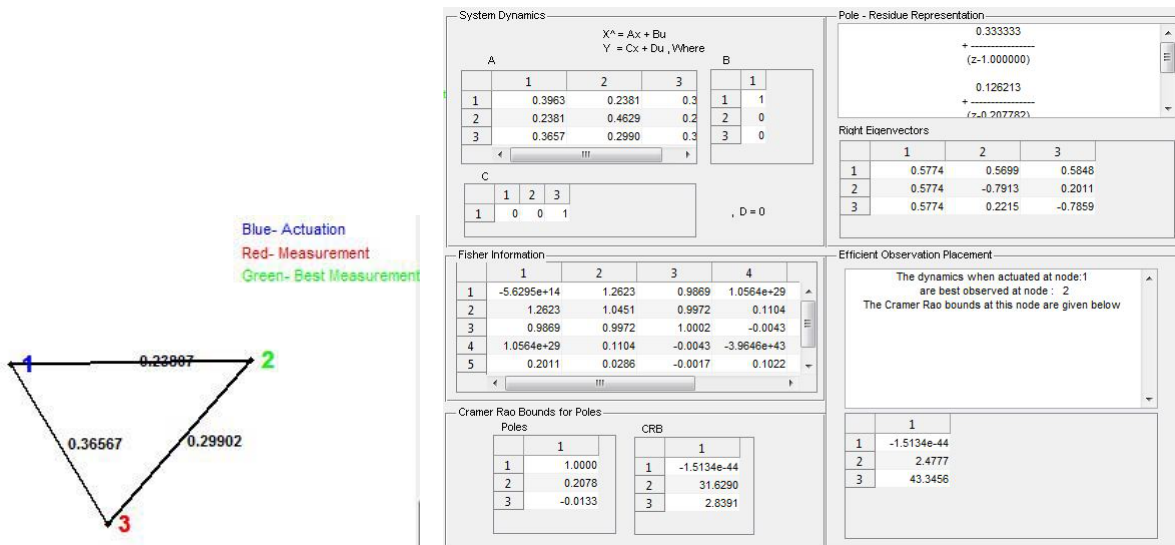 Blue- Actuation
Red- Measurement
Green- Best Measurement
1
0.23807
2
0.36567
0.29902
3
System Dynamics
X^ = Ax + Bu
Y = Cx + Du , Where
A
1 2 3
1 0.3963 0.2381 0.3
2 0.2381 0.4629 0.2
3 0.3657 0.2990 0.3
B
1
1 1
2 0
3 0
C
1 2 3
1 0 0 1
, D = 0
Pole - Residue Representation
0.333333
+ ----------------
(z-1.000000)
0.126213
+ ----------------
(z-0.207782)
Right Eigenvectors
1 2 3
1 0.5774 0.5699 0.5848
2 0.5774 -0.7913 0.2011
3 0.5774 0.2215 -0.7859
Fisher Information
1 2 3 4
1 -5.6295e+14 1.2623 0.9869 1.0564e+29
2 1.2623 1.0451 0.9972 0.1104
3 0.9869 0.9972 1.0002 -0.0043
4 1.0564e+29 0.1104 -0.0043 -3.9646e+43
5 0.2011 0.0286 -0.0017 0.1022
Efficient Observation Placement
The dynamics when actuated at node:1
are best observed at node : 2
The Cramer Rao bounds at this node are given below
1
1 -1.5134e-44
2 2.4777
3 43.3456
Cramer Rao Bounds for Poles
Poles
1
1 1.0000
2 0.2078
3 -0.0133
CRB
1
1 -1.5134e-44
2 31.6290
3 2.8391